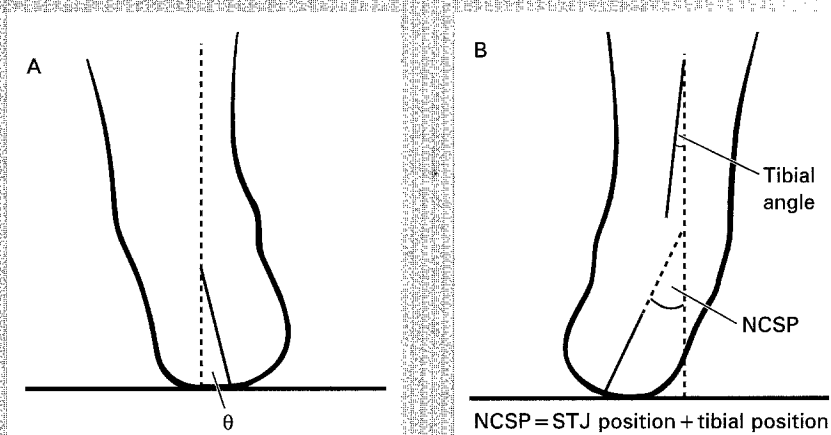 A
θ
B
Tibial
angle
NCSP
NCSP = STJ position + tibial position